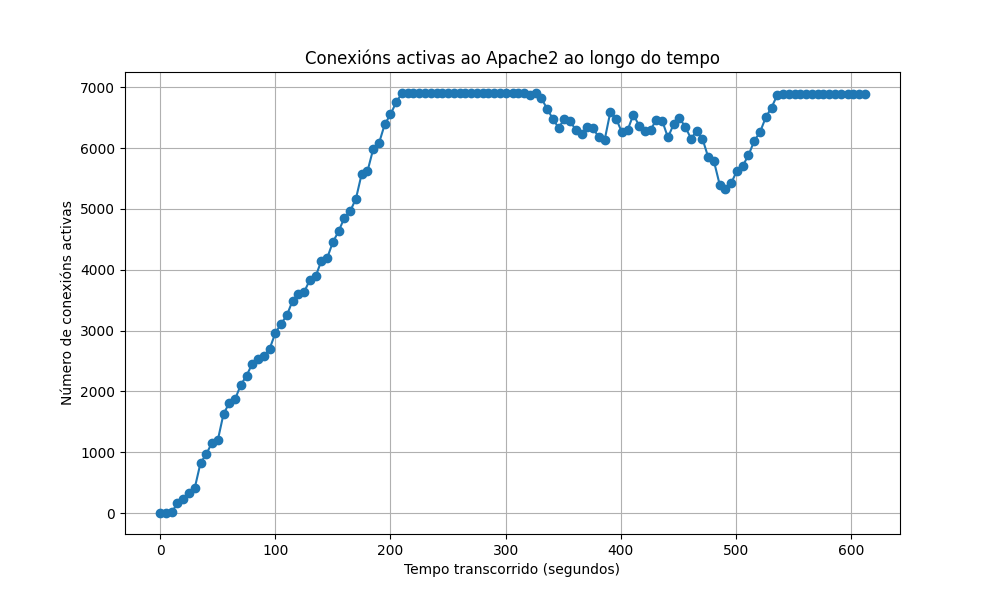 Conexións activas ao Apache2 ao longo do tempo
Número de conexións activas
7000
6000
5000
4000
3000
2000
1000
0
0 100 200 300 400 500 600
Tempo transcorrido (segundos)